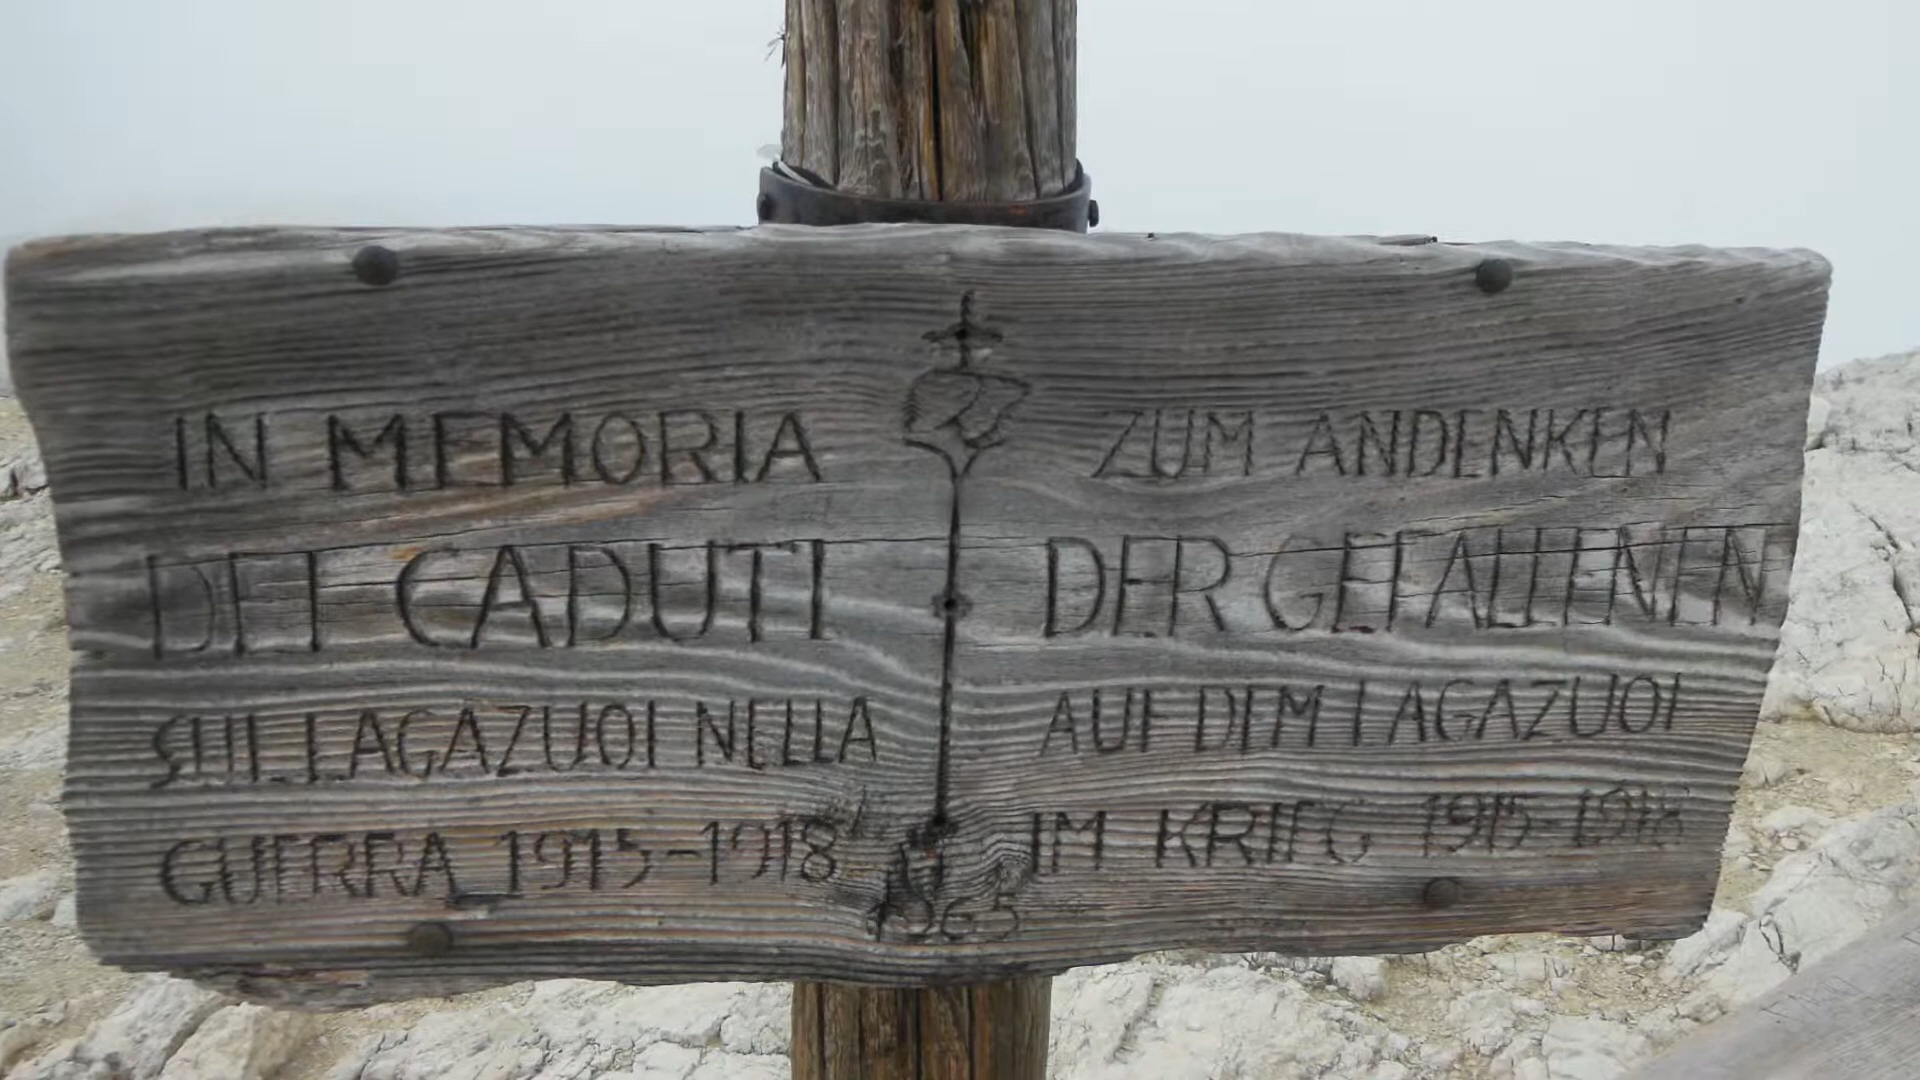 IN MEMORIA
DEI CADUTI
SUL LAGAZUOI NELLA
GUERRA 1915-1918
ZUM ANDENKEN
DER GEFALLENEN
AUF DEM LAGAZUOI
IM KRIEG 1915-1918
1965